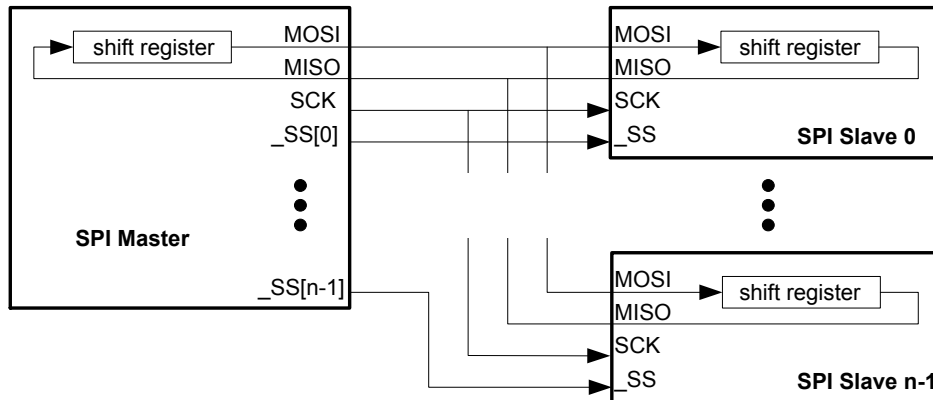 shift register
MOSI
MISO
SCK
_SS[0]
SPI Master
_SS[n-1]
MOSI
shift register
MISO
SCK
_SS
SPI Slave 0
MOSI
shift register
MISO
SCK
_SS
SPI Slave n-1